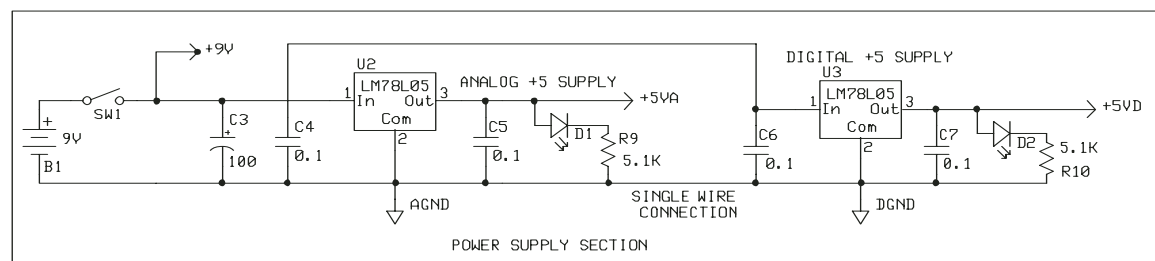 +9V
DIGITAL +5 SUPPLY
U2
U3
LM78L05
ANALOG +5 SUPPLY
LM78L05
1
In
Out
3
+5VA
1
In
Out
3
+5VD
SW1
Com
Com
+
9V
B1
C3
+
100
C4
0.1
2
C5
0.1
D1
R9
5.1K
C6
0.1
2
C7
0.1
D2
5.1K
R10
AGND
SINGLE WIRE
CONNECTION
DGND
POWER SUPPLY SECTION